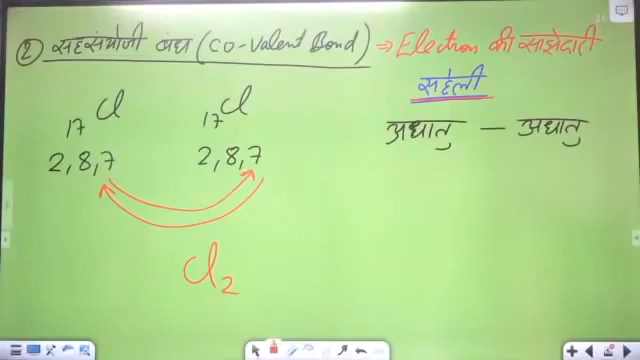 ② सहसंयोजी बंध (CO-Valent Bond) ⇒ Electron की साझेदारी
सहेली
अधातु — अधातु
₁₇Cl ₁₇Cl
2,8,7 2,8,7
Cl₂